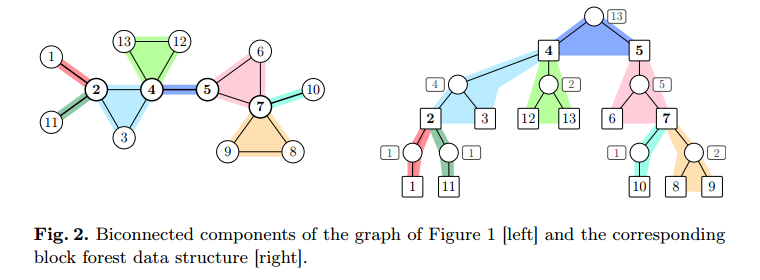 13
13 12
4 5
1 6
4 2 5
2 4 5 10
7 2 3 12 13 6 7
11
3
1 1 1 2
9 8
1 11 10 8 9
Fig. 2. Biconnected components of the graph of Figure 1 [left] and the corresponding
block forest data structure [right].